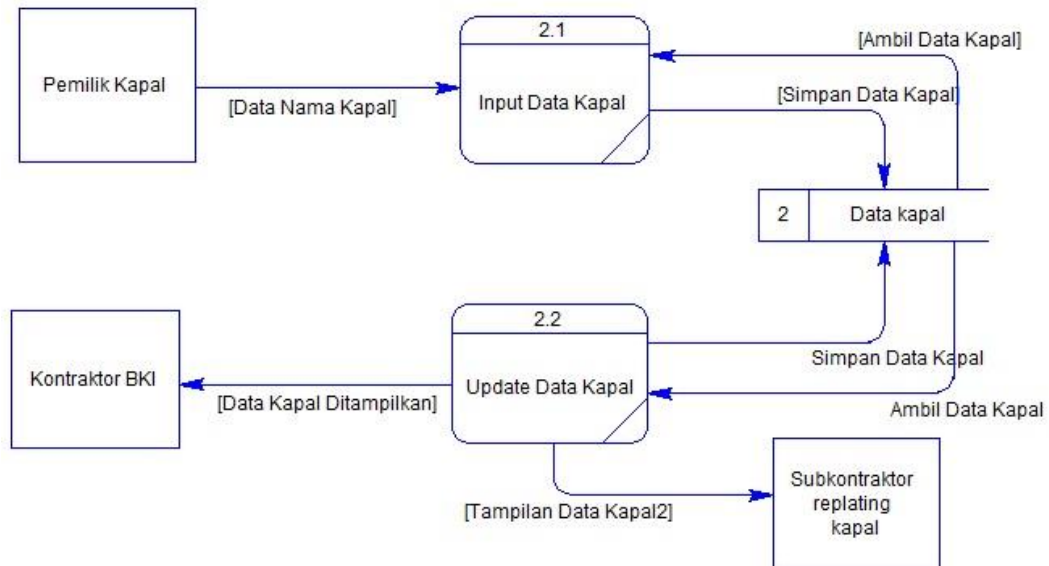 2.1
[Ambil Data Kapal]
Pemilik Kapal
[Data Nama Kapal]
Input Data Kapal
[Simpan Data Kapal]
2
Data kapal
2.2
Simpan Data Kapal
Kontraktor BKI
[Data Kapal Ditampilkan]
Update Data Kapal
Ambil Data Kapal
[Tampilan Data Kapal2]
Subkontraktor
replating
kapal